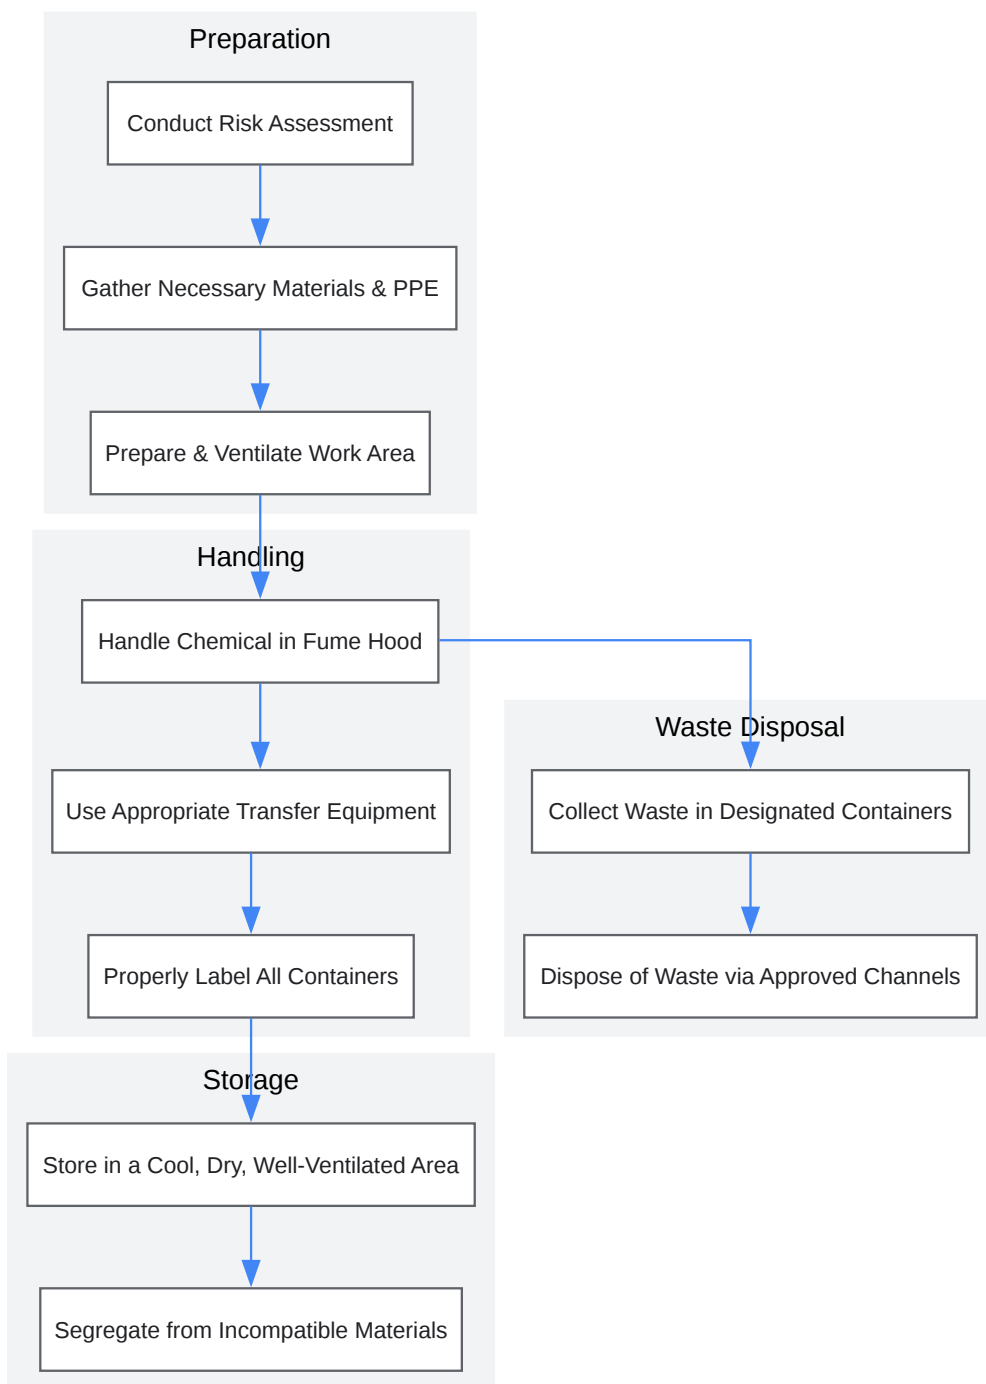 Preparation
Conduct Risk Assessment
Gather Necessary Materials & PPE
Prepare & Ventilate Work Area
Handling
Handle Chemical in Fume Hood
Use Appropriate Transfer Equipment
Properly Label All Containers
Waste Disposal
Collect Waste in Designated Containers
Dispose of Waste via Approved Channels
Storage
Store in a Cool, Dry, Well-Ventilated Area
Segregate from Incompatible Materials